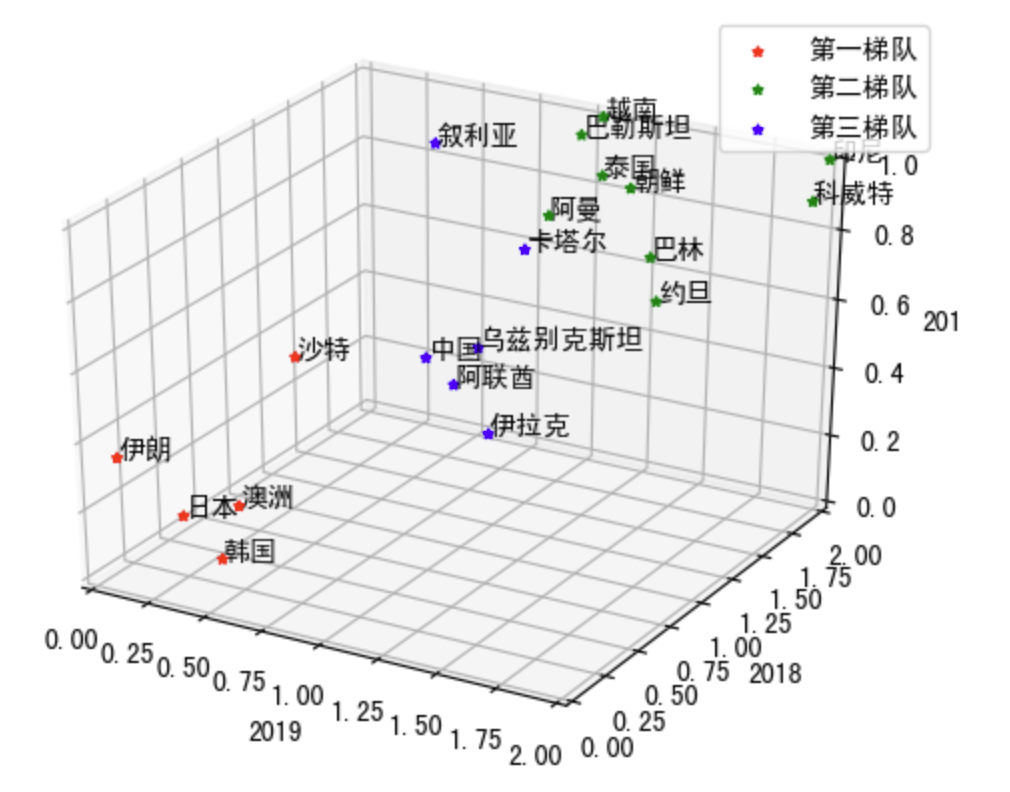 第一梯队
第二梯队
第三梯队
越南
巴勒斯坦
叙利亚
印尼
泰国
朝鲜
科威特
阿曼
卡塔尔
巴林
约旦
沙特
中国
乌兹别克斯坦
阿联酋
伊拉克
伊朗
日本
澳洲
韩国
1.0
0.8
0.6
0.4
0.2
0.0
201
0.00
0.25
0.50
0.75
1.00
1.25
1.50
1.75
2.00
2019
0.00
0.25
0.50
0.75
1.00
1.25
1.50
1.75
2.00
2018